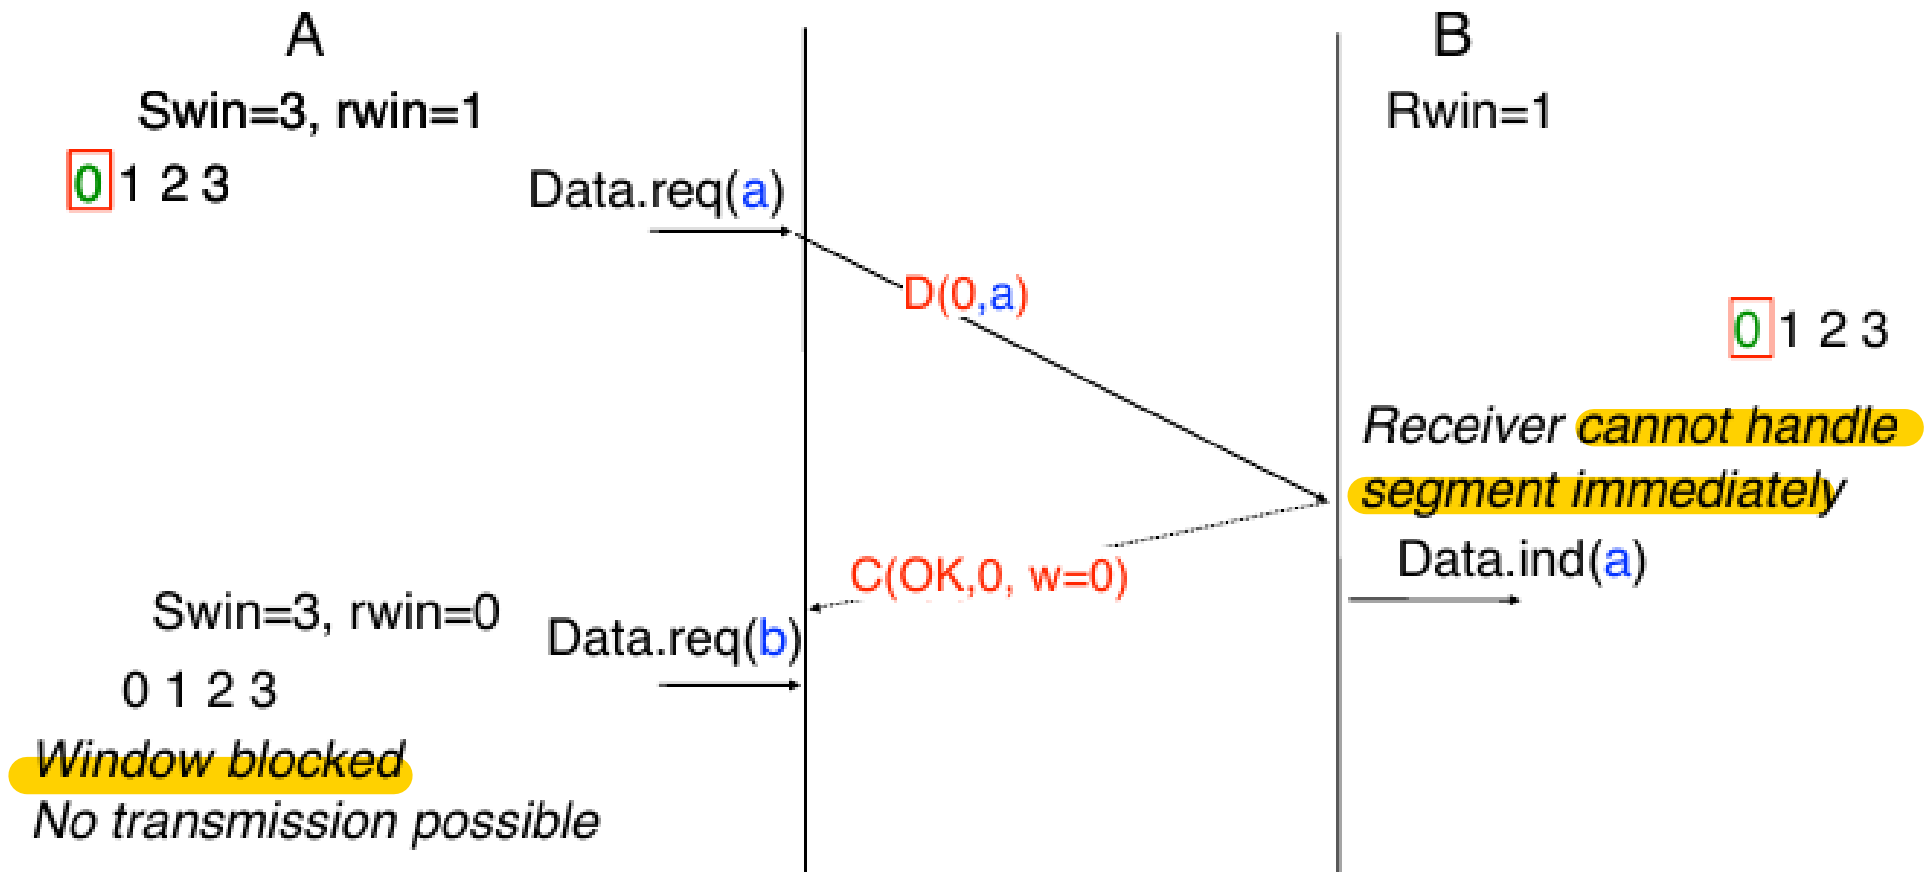 A
B
Swin=3, rwin=1
Rwin=1
0 1 2 3
Data.req(a)
D(0,a)
0 1 2 3
Receiver cannot handle
segment immediately
Data.ind(a)
C(OK,0, w=0)
Swin=3, rwin=0
Data.req(b)
0 1 2 3
Window blocked
No transmission possible